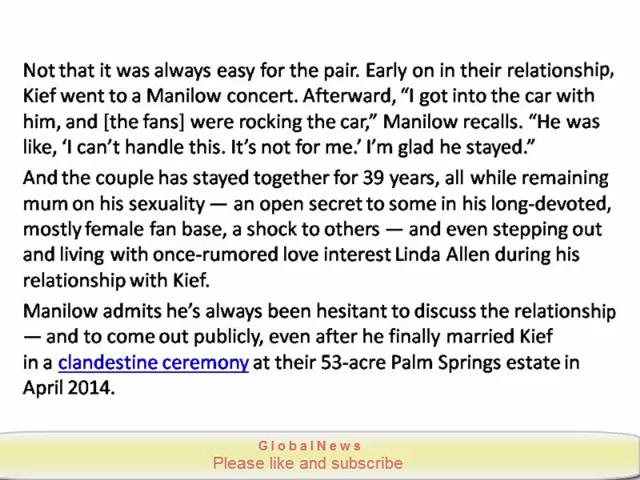 Not that it was always easy for the pair. Early on in their relationship,
Kief went to a Manilow concert. Afterward, “I got into the car with
him, and [the fans] were rocking the car,” Manilow recalls. “He was
like, ‘I can’t handle this. It’s not for me.’ I’m glad he stayed.”
And the couple has stayed together for 39 years, all while remaining
mum on his sexuality — an open secret to some in his long-devoted,
mostly female fan base, a shock to others — and even stepping out
and living with once-rumored love interest Linda Allen during his
relationship with Kief.
Manilow admits he’s always been hesitant to discuss the relationship
— and to come out publicly, even after he finally married Kief
in a clandestine ceremony at their 53-acre Palm Springs estate in
April 2014.
GlobalNews
Please like and subscribe